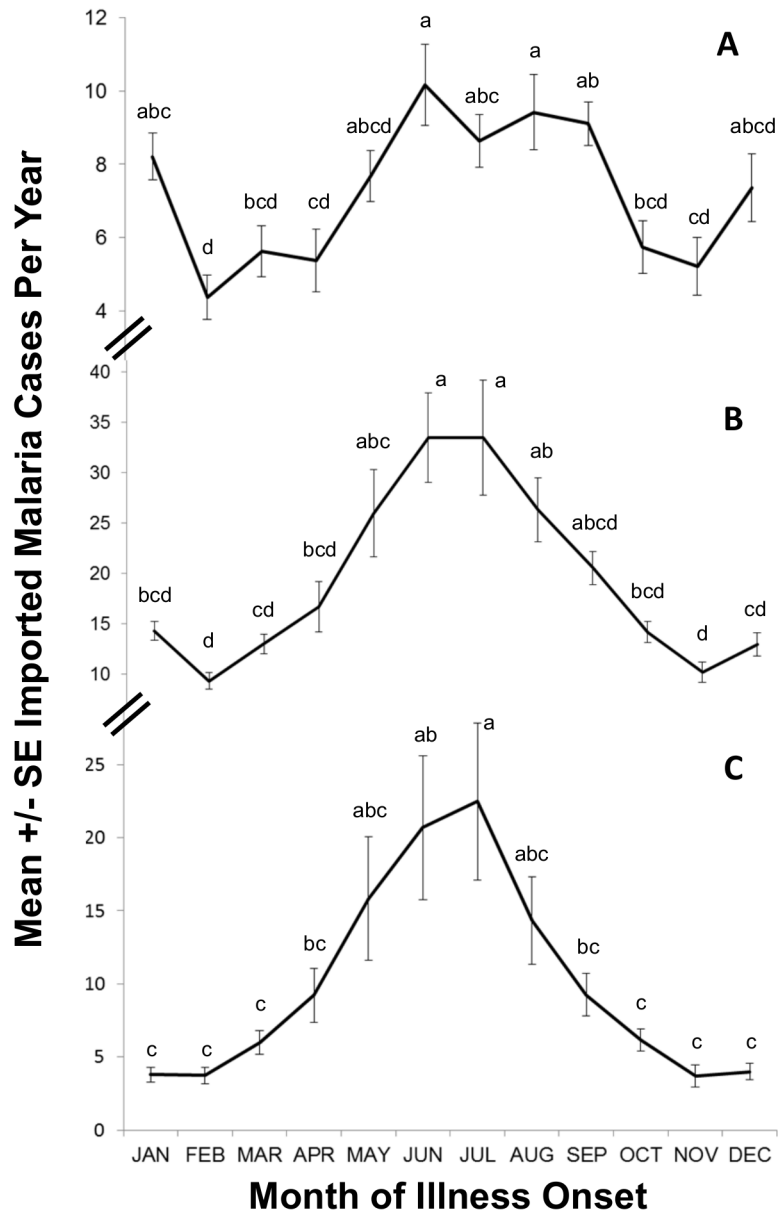 Mean +/- SE Imported Malaria Cases Per Year
A
12
10
8
6
4
abc
d
bcd
cd
abcd
a
abc
a
ab
bcd
cd
abcd
B
40
35
30
25
20
15
10
bcd
d
cd
bcd
abc
a
a
ab
abcd
bcd
d
cd
C
25
20
15
10
5
0
c
c
c
bc
abc
ab
a
abc
bc
c
c
c
JAN FEB MAR APR MAY JUN JUL AUG SEP OCT NOV DEC
Month of Illness Onset